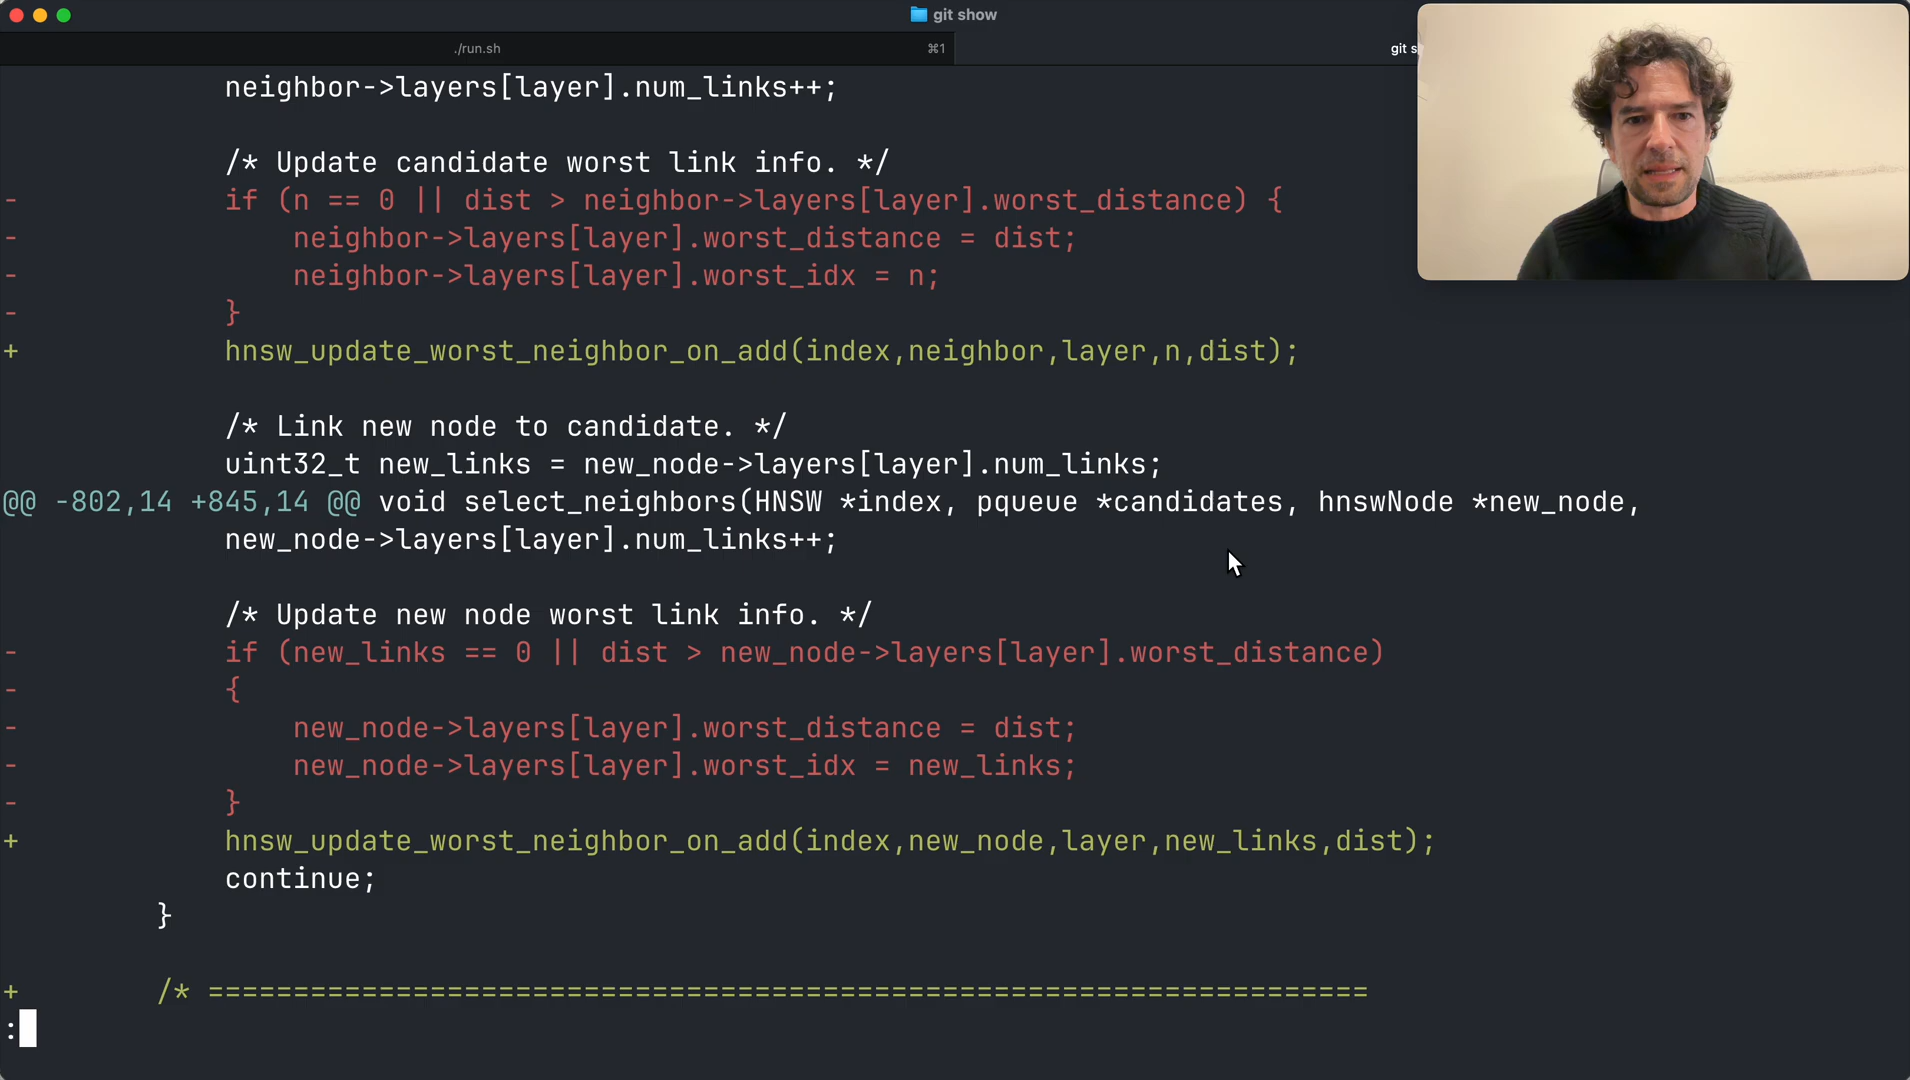 git show
./run.sh
⌘1
git s
neighbor->layers[layer].num_links++;
/* Update candidate worst link info. */
- if (n == 0 || dist > neighbor->layers[layer].worst_distance) {
- neighbor->layers[layer].worst_distance = dist;
- neighbor->layers[layer].worst_idx = n;
- }
+ hnsw_update_worst_neighbor_on_add(index,neighbor,layer,n,dist);
/* Link new node to candidate. */
uint32_t new_links = new_node->layers[layer].num_links;
@@ -802,14 +845,14 @@ void select_neighbors(HNSW *index, pqueue *candidates, hnswNode *new_node,
new_node->layers[layer].num_links++;
/* Update new node worst link info. */
- if (new_links == 0 || dist > new_node->layers[layer].worst_distance)
- {
- new_node->layers[layer].worst_distance = dist;
- new_node->layers[layer].worst_idx = new_links;
- }
+ hnsw_update_worst_neighbor_on_add(index,new_node,layer,new_links,dist);
continue;
}
+ /* ====================================================================
: